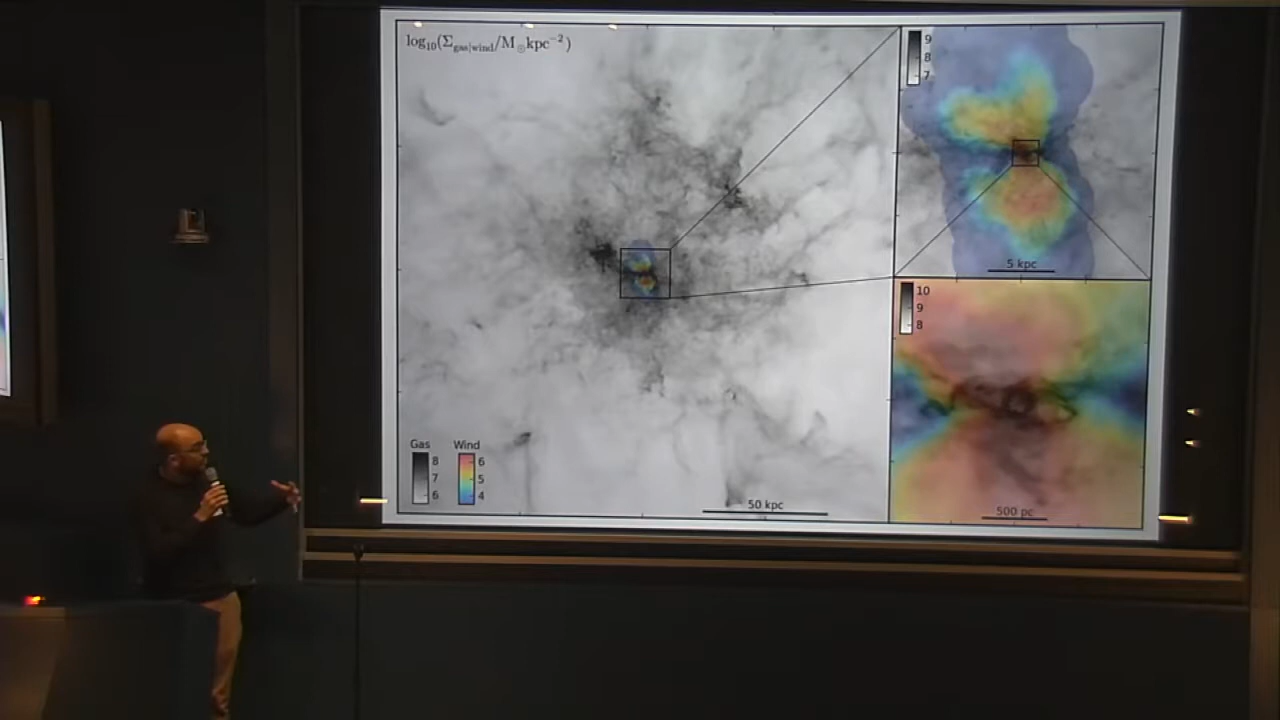 log₁₀(Σgas|wind/M☉kpc⁻²)
9
8
7
5 kpc
10
9
8
500 pc
Gas
8
7
6
Wind
6
5
4
50 kpc